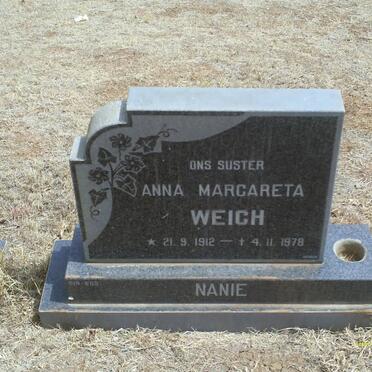 ONS SUSTER
ANNA MARGARETA
WEICH
★ 21. 9. 1912 — ✝ 4. 11. 1978
NANIE